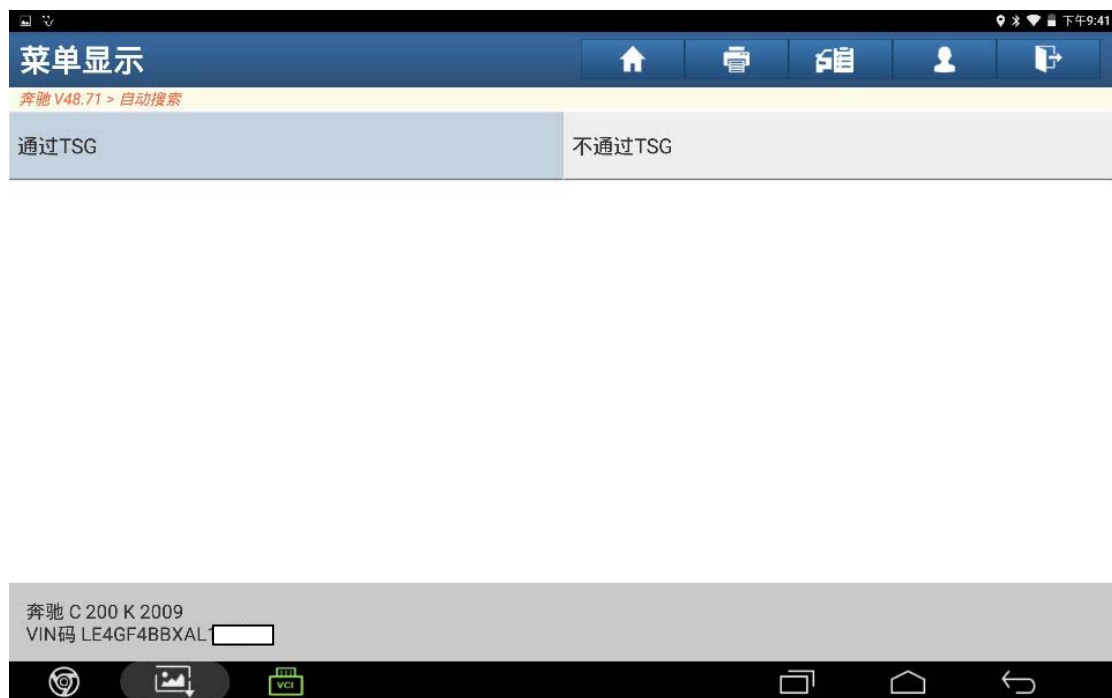 下午9:41
菜单显示
奔驰 V48.71 > 自动搜索
通过TSG
不通过TSG
奔驰 C 200 K 2009
VIN码 LE4GF4BBXAL1
VCI